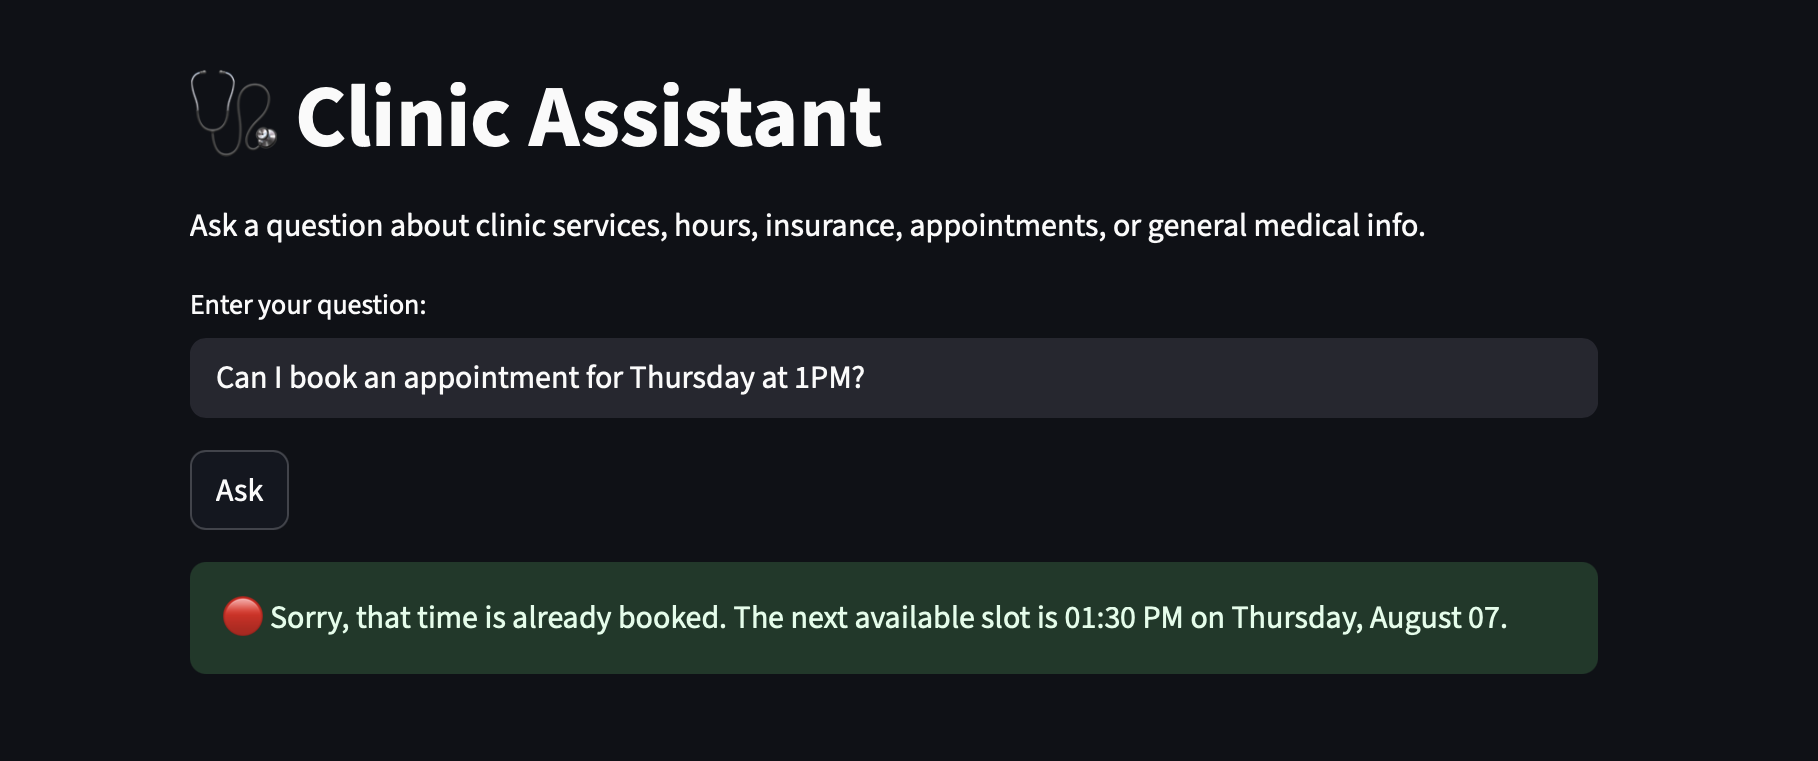 🩺 Clinic Assistant
Ask a question about clinic services, hours, insurance, appointments, or general medical info.
Enter your question:
Can I book an appointment for Thursday at 1PM?
Ask
🔴 Sorry, that time is already booked. The next available slot is 01:30 PM on Thursday, August 07.